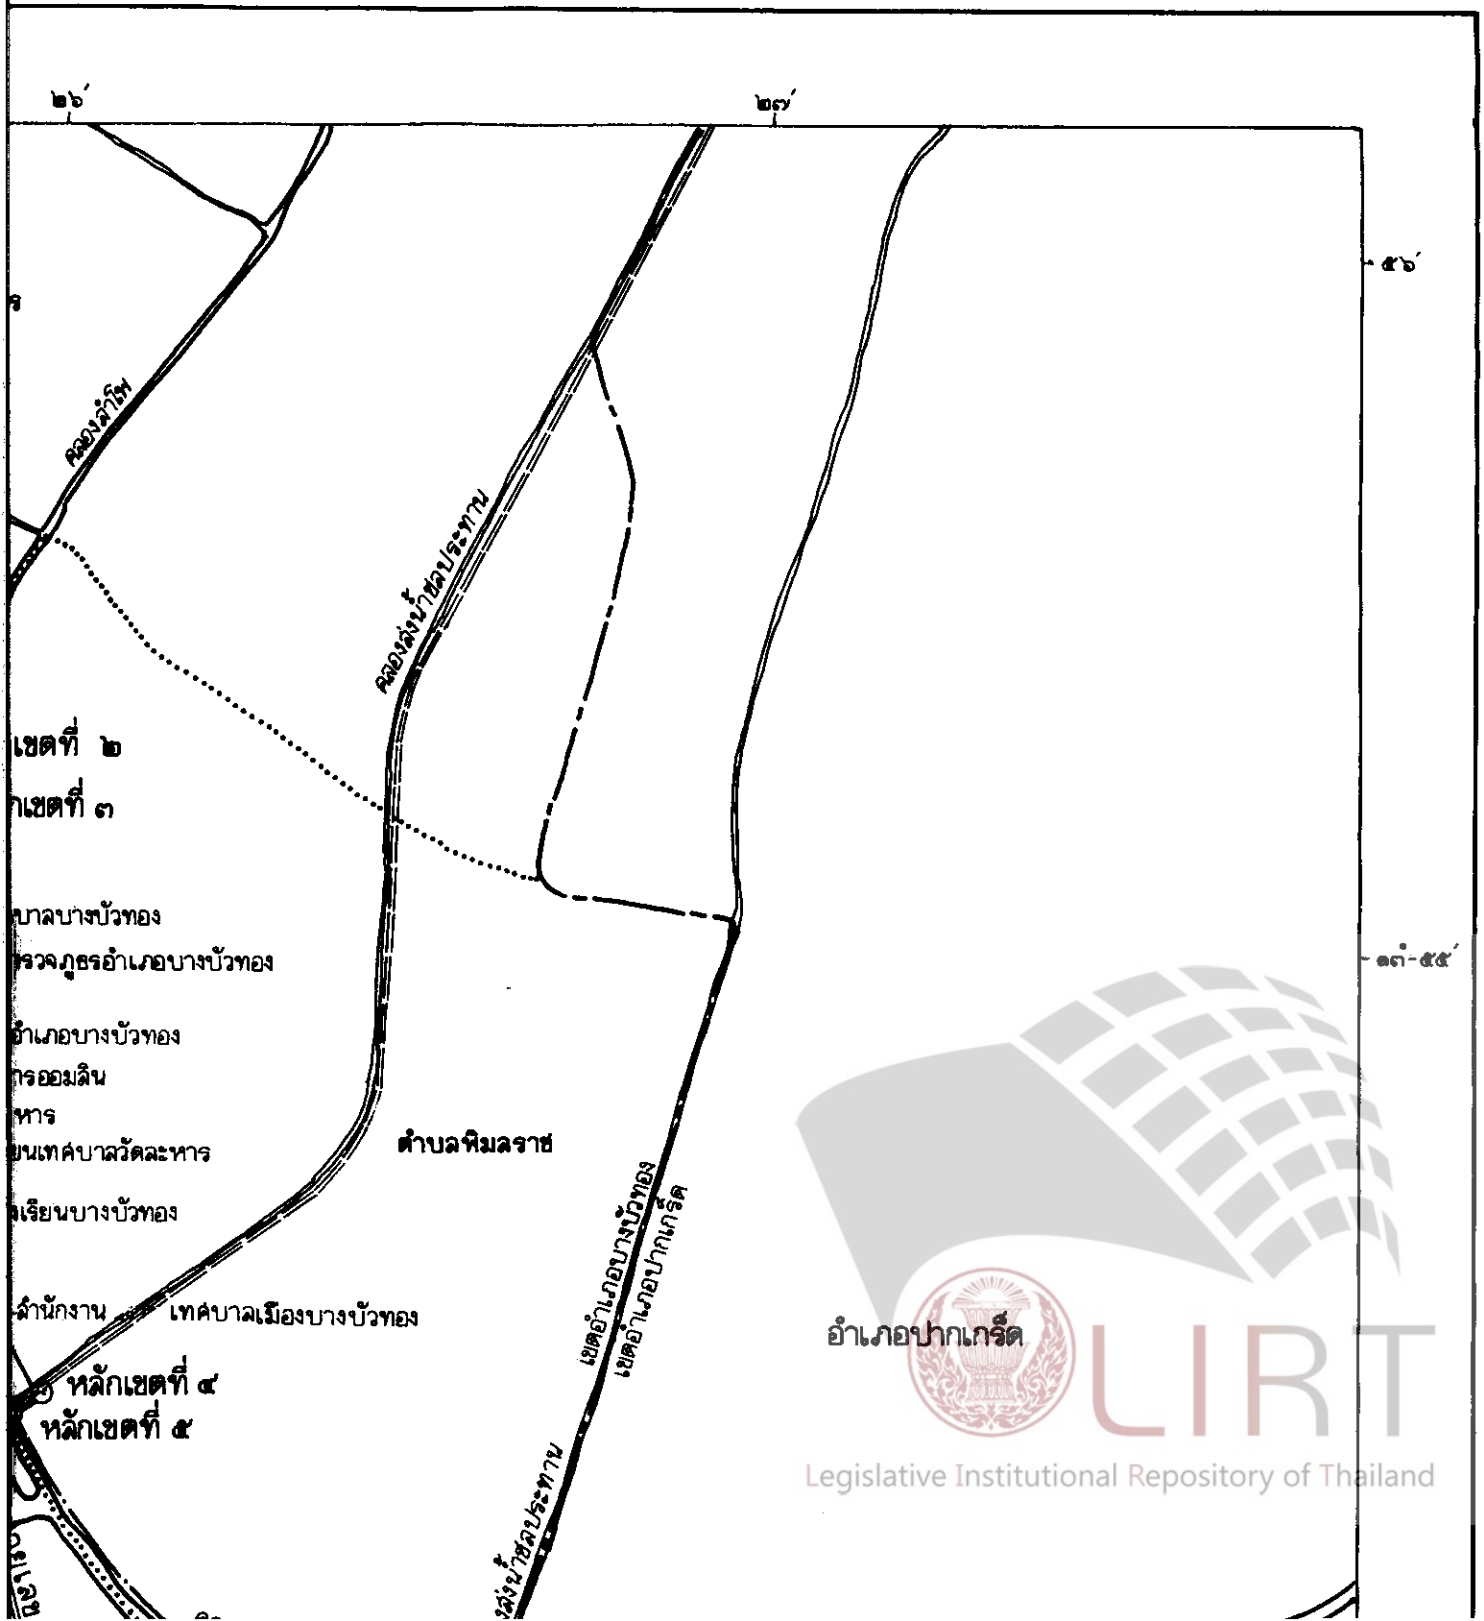 ๒๖′
๒๗′
๕๖′
ร
คลองลำโพ
คลองส่งน้ำชลประทาน
เขตที่ ๒
กเขตที่ ๓
บาลบางบัวทอง
ำรวจภูธรอำเภอบางบัวทอง
๑๓°-๕๕′
อำเภอบางบัวทอง
ารออมสิน
หาร
ยนเทศบาลวัดละหาร
ตำบลพิมลราช
งเรียนบางบัวทอง
เขตอำเภอบางบัวทอง
เขตอำเภอปากเกร็ด
สำนักงาน เทศบาลเมืองบางบัวทอง
อำเภอปากเกร็ด
LIRT
หลักเขตที่ ๔
หลักเขตที่ ๕
Legislative Institutional Repository of Thailand
งส่งน้ำชลประทาน